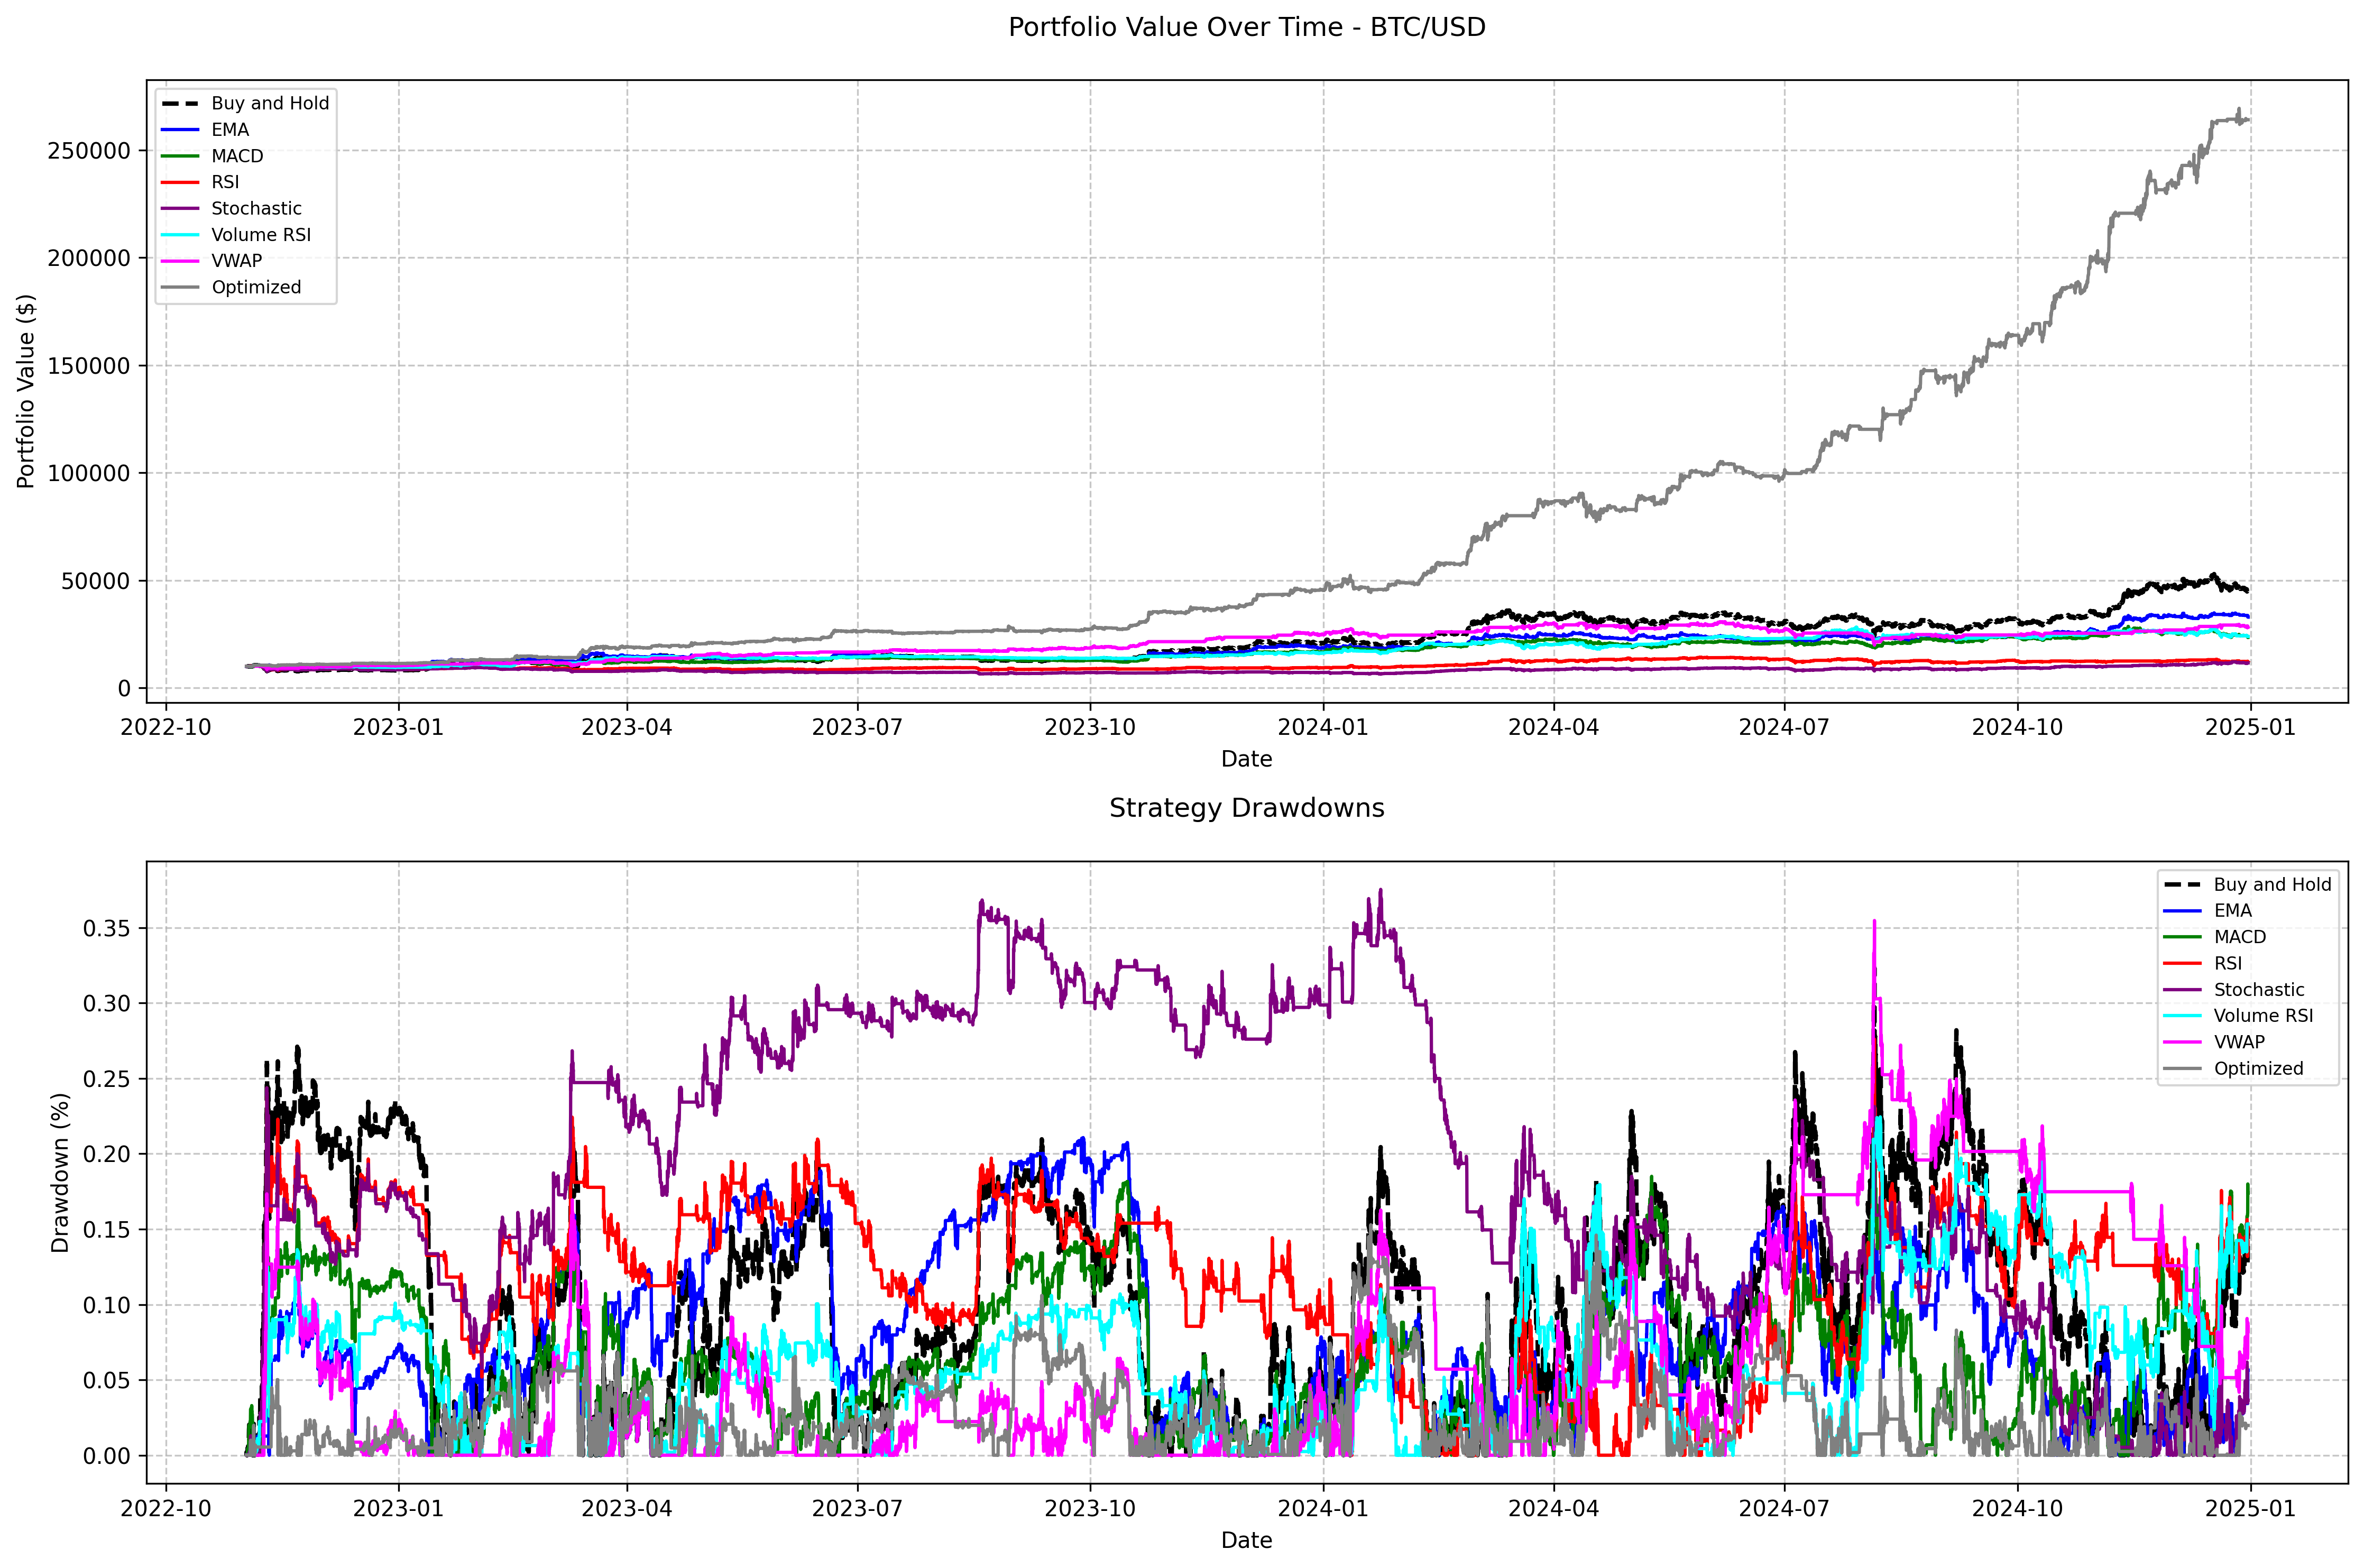 Portfolio Value Over Time - BTC/USD
Buy and Hold
EMA
MACD
RSI
Stochastic
Volume RSI
VWAP
Optimized
Portfolio Value ($)
250000
200000
150000
100000
50000
0
2022-10 2023-01 2023-04 2023-07 2023-10 2024-01 2024-04 2024-07 2024-10 2025-01
Date
Strategy Drawdowns
Buy and Hold
EMA
MACD
RSI
Stochastic
Volume RSI
VWAP
Optimized
Drawdown (%)
0.35
0.30
0.25
0.20
0.15
0.10
0.05
0.00
2022-10 2023-01 2023-04 2023-07 2023-10 2024-01 2024-04 2024-07 2024-10 2025-01
Date